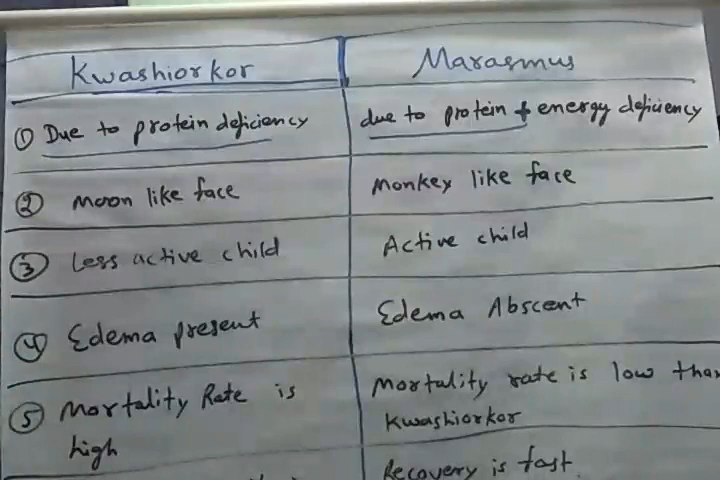 Kwashiorkor Marasmus
① Due to protein deficiency due to protein + energy deficiency
② Moon like face Monkey like face
③ Less active child Active child
④ Edema present Edema Abscent
⑤ Mortality Rate is Mortality rate is low than
high Kwashiorkor
Recovery is fast